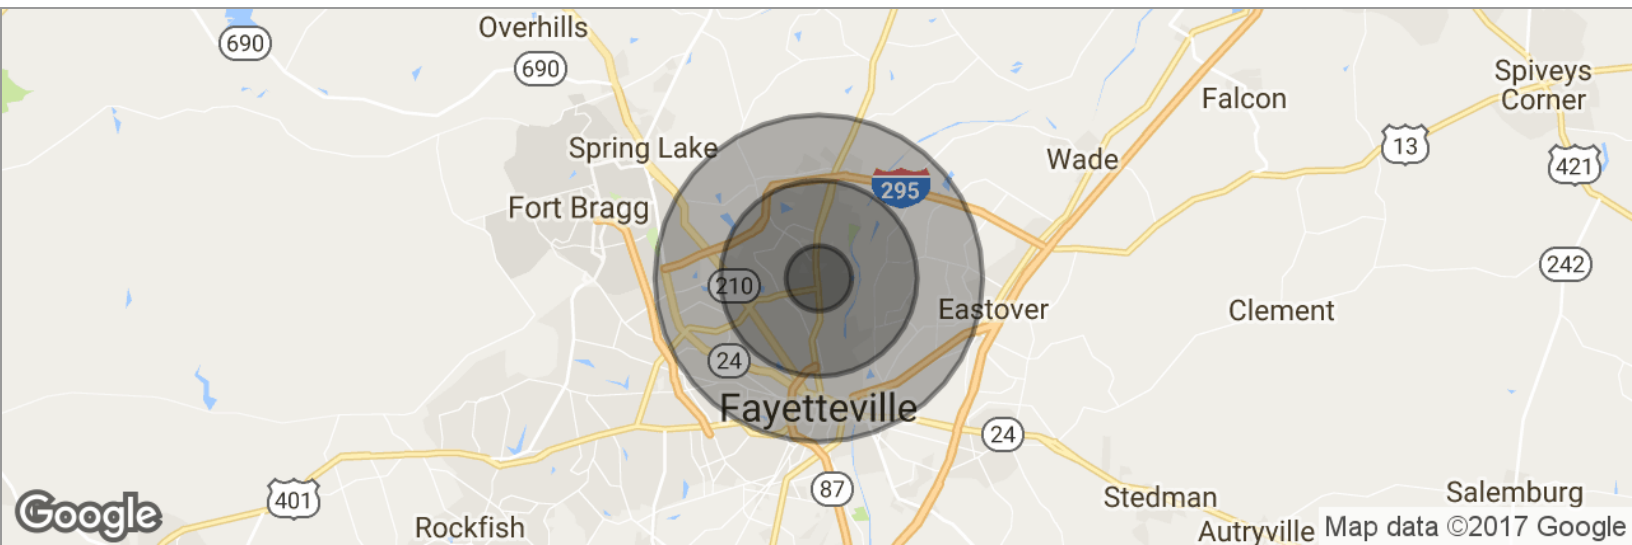 Overhills
690
690
Spiveys
Corner
Falcon
13
Spring Lake
Wade
421
295
Fort Bragg
242
210
Eastover
Clement
24
Fayetteville
24
87
401
Salemburg
Stedman
Google
Rockfish
Autryville
Map data ©2017 Google